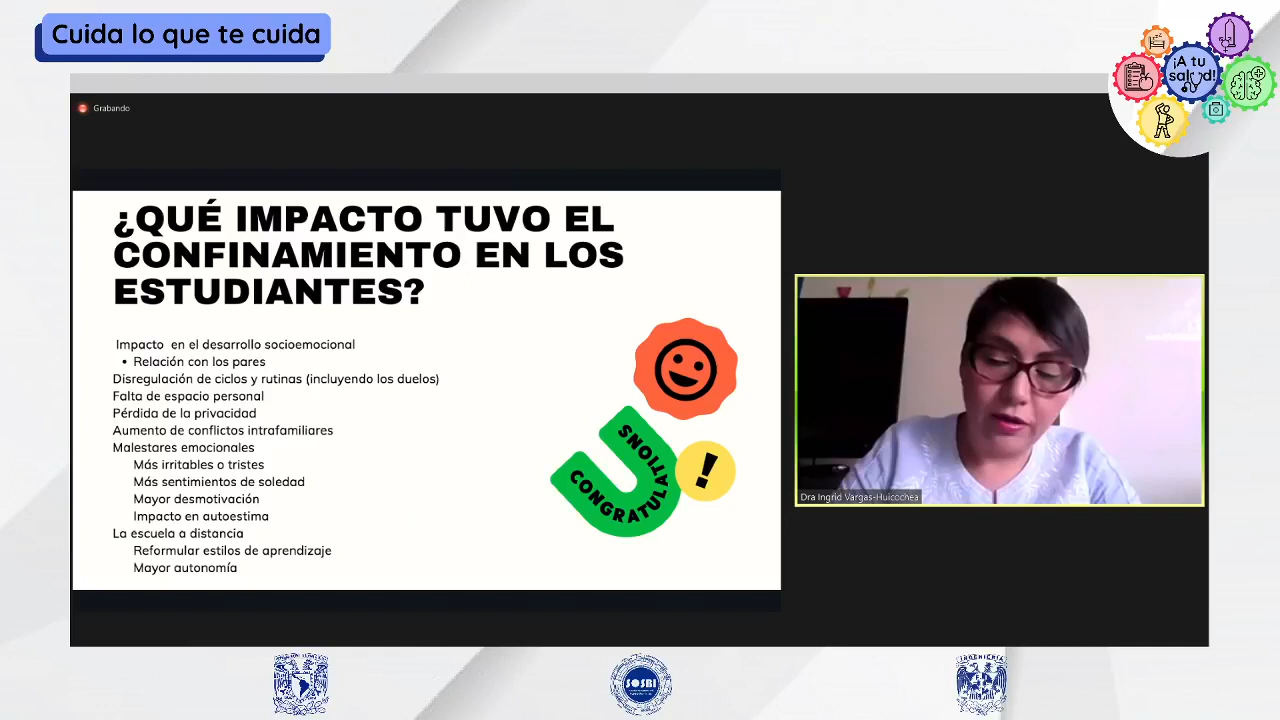 Cuida lo que te cuida
¡A tu
salud!
Grabando
¿QUÉ IMPACTO TUVO EL
CONFINAMIENTO EN LOS
ESTUDIANTES?
Impacto en el desarrollo socioemocional
• Relación con los pares
Disregulación de ciclos y rutinas (incluyendo los duelos)
Falta de espacio personal
Pérdida de la privacidad
Aumento de conflictos intrafamiliares
Malestares emocionales
Más irritables o tristes
Más sentimientos de soledad
Mayor desmotivación
Impacto en autoestima
La escuela a distancia
Reformular estilos de aprendizaje
Mayor autonomía
CONGRATULATIONS
!
Dra Ingrid Vargas-Huicochea
SOSBI
INGENIERIA